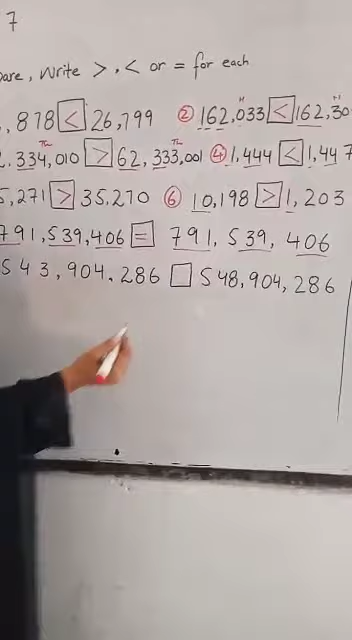 7
pare, write >, < or = for each
,878 < 26,799 ② 162,033 < 162,30
2,334,010 > 62,333,001 ④ 1,444 < 1,447
5,271 > 35,270 ⑥ 10,198 > 1,203
791,539,406 = 791,539,406
543,904.286 □ 548,904,286